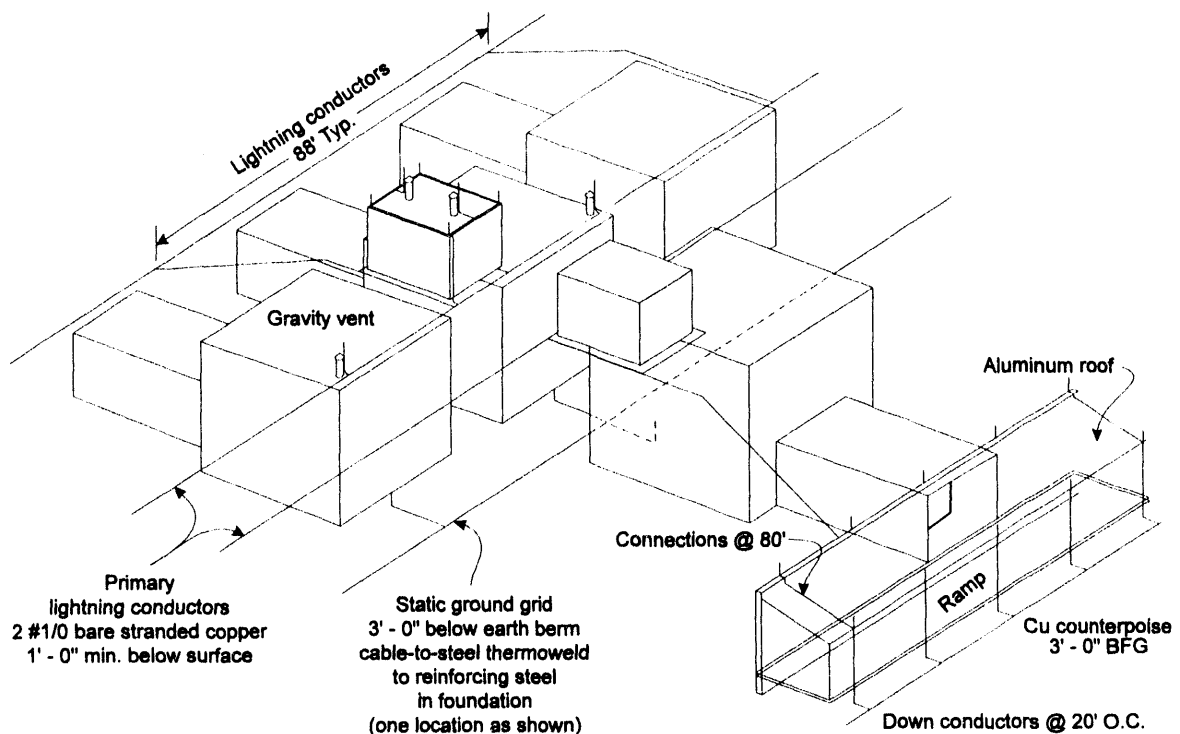 Lightning conductors
88' Typ.
Gravity vent
Aluminum roof
Connections @ 80'
Ramp
Primary
lightning conductors
2 #1/0 bare stranded copper
1' - 0" min. below surface
Static ground grid
3' - 0" below earth berm
cable-to-steel thermoweld
to reinforcing steel
in foundation
(one location as shown)
Cu counterpoise
3' - 0" BFG
Down conductors @ 20' O.C.